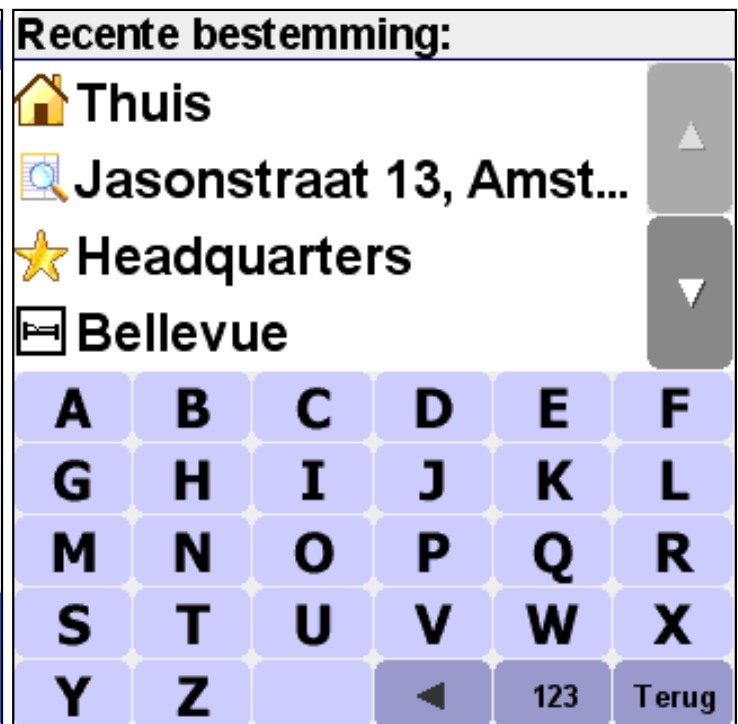 Recente bestemming:
Thuis
Jasonstraat 13, Amst...
Headquarters
Bellevue
A B C D E F
G H I J K L
M N O P Q R
S T U V W X
Y Z 123 Terug